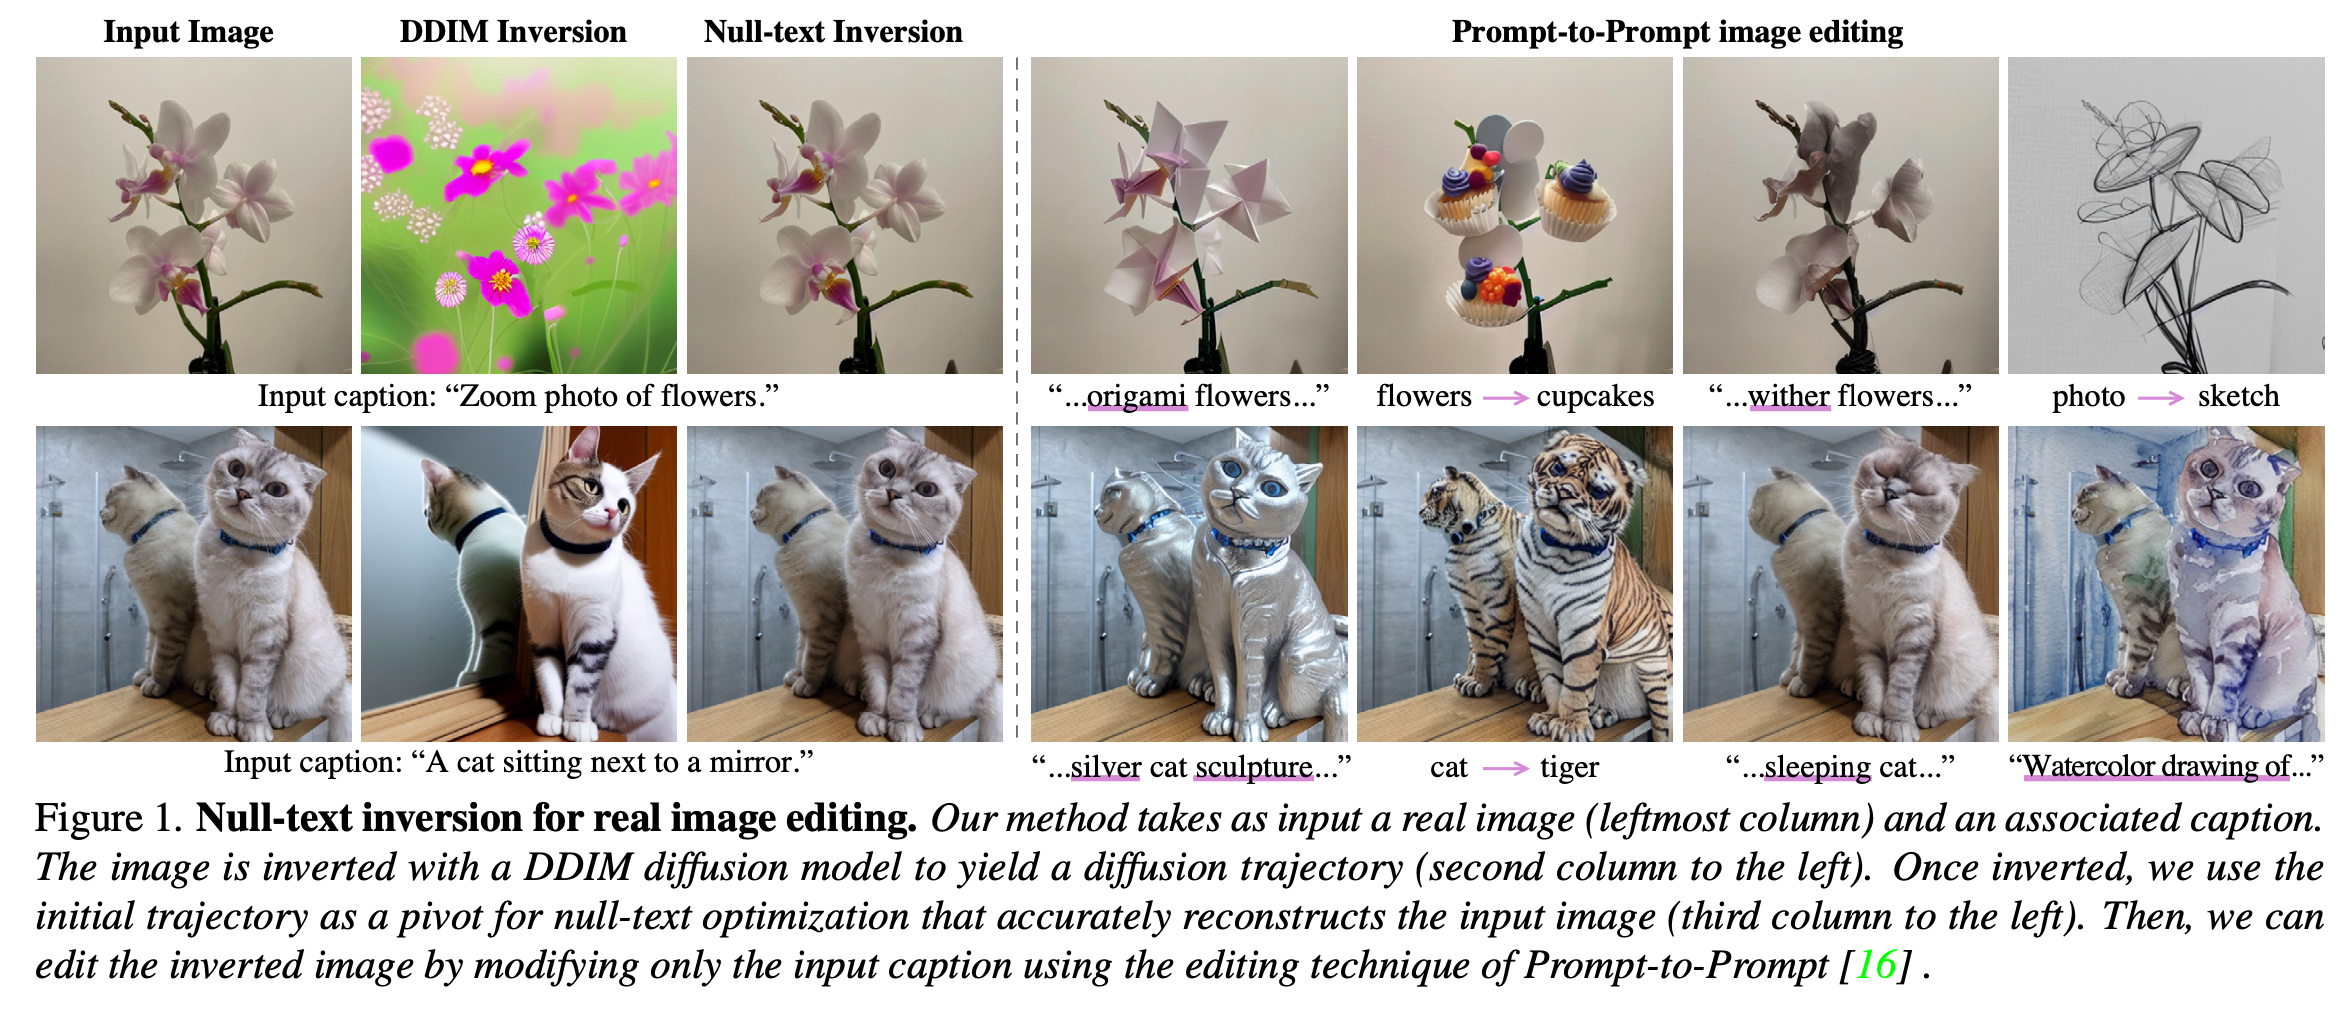 Input Image DDIM Inversion Null-text Inversion Prompt-to-Prompt image editing
Input caption: “Zoom photo of flowers.” “...origami flowers...” flowers → cupcakes “...wither flowers...” photo → sketch
Input caption: “A cat sitting next to a mirror.” “...silver cat sculpture...” cat → tiger “...sleeping cat...” “Watercolor drawing of...”
Figure 1. Null-text inversion for real image editing. Our method takes as input a real image (leftmost column) and an associated caption.
The image is inverted with a DDIM diffusion model to yield a diffusion trajectory (second column to the left). Once inverted, we use the
initial trajectory as a pivot for null-text optimization that accurately reconstructs the input image (third column to the left). Then, we can
edit the inverted image by modifying only the input caption using the editing technique of Prompt-to-Prompt [16] .